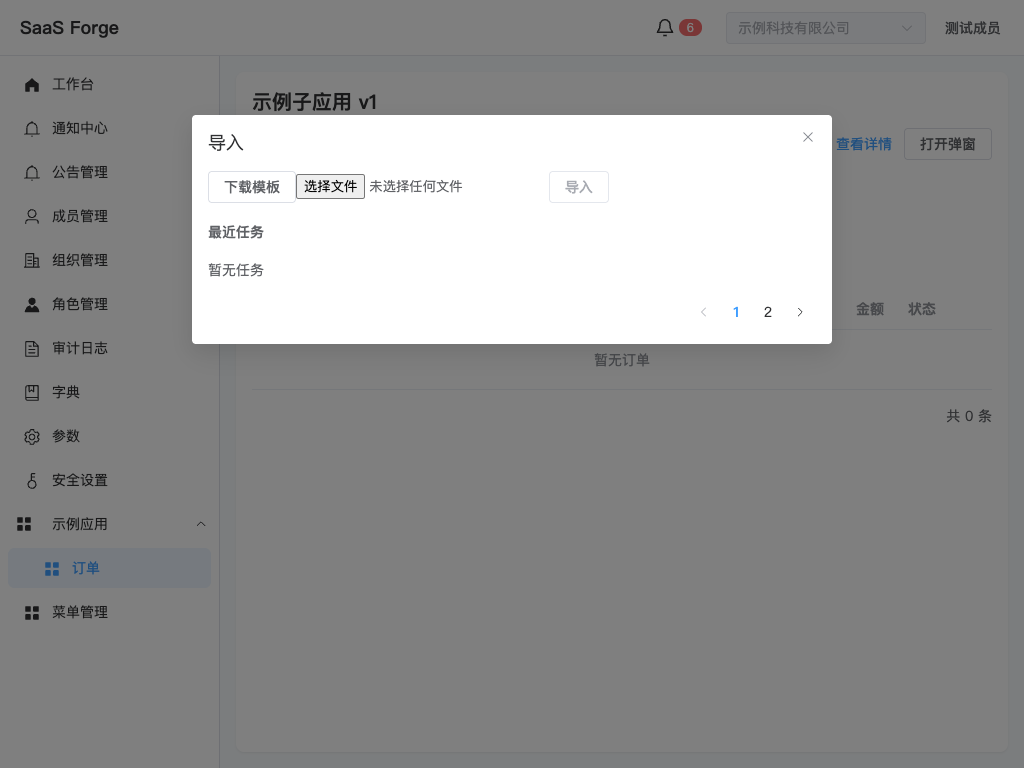 SaaS Forge
6
示例科技有限公司
测试成员
工作台
通知中心
公告管理
成员管理
组织管理
角色管理
审计日志
字典
参数
安全设置
示例应用
订单
菜单管理
示例子应用 v1
查看详情
打开弹窗
导入
下载模板
选择文件 未选择任何文件
导入
最近任务
暂无任务
1 2
金额 状态
暂无订单
共 0 条